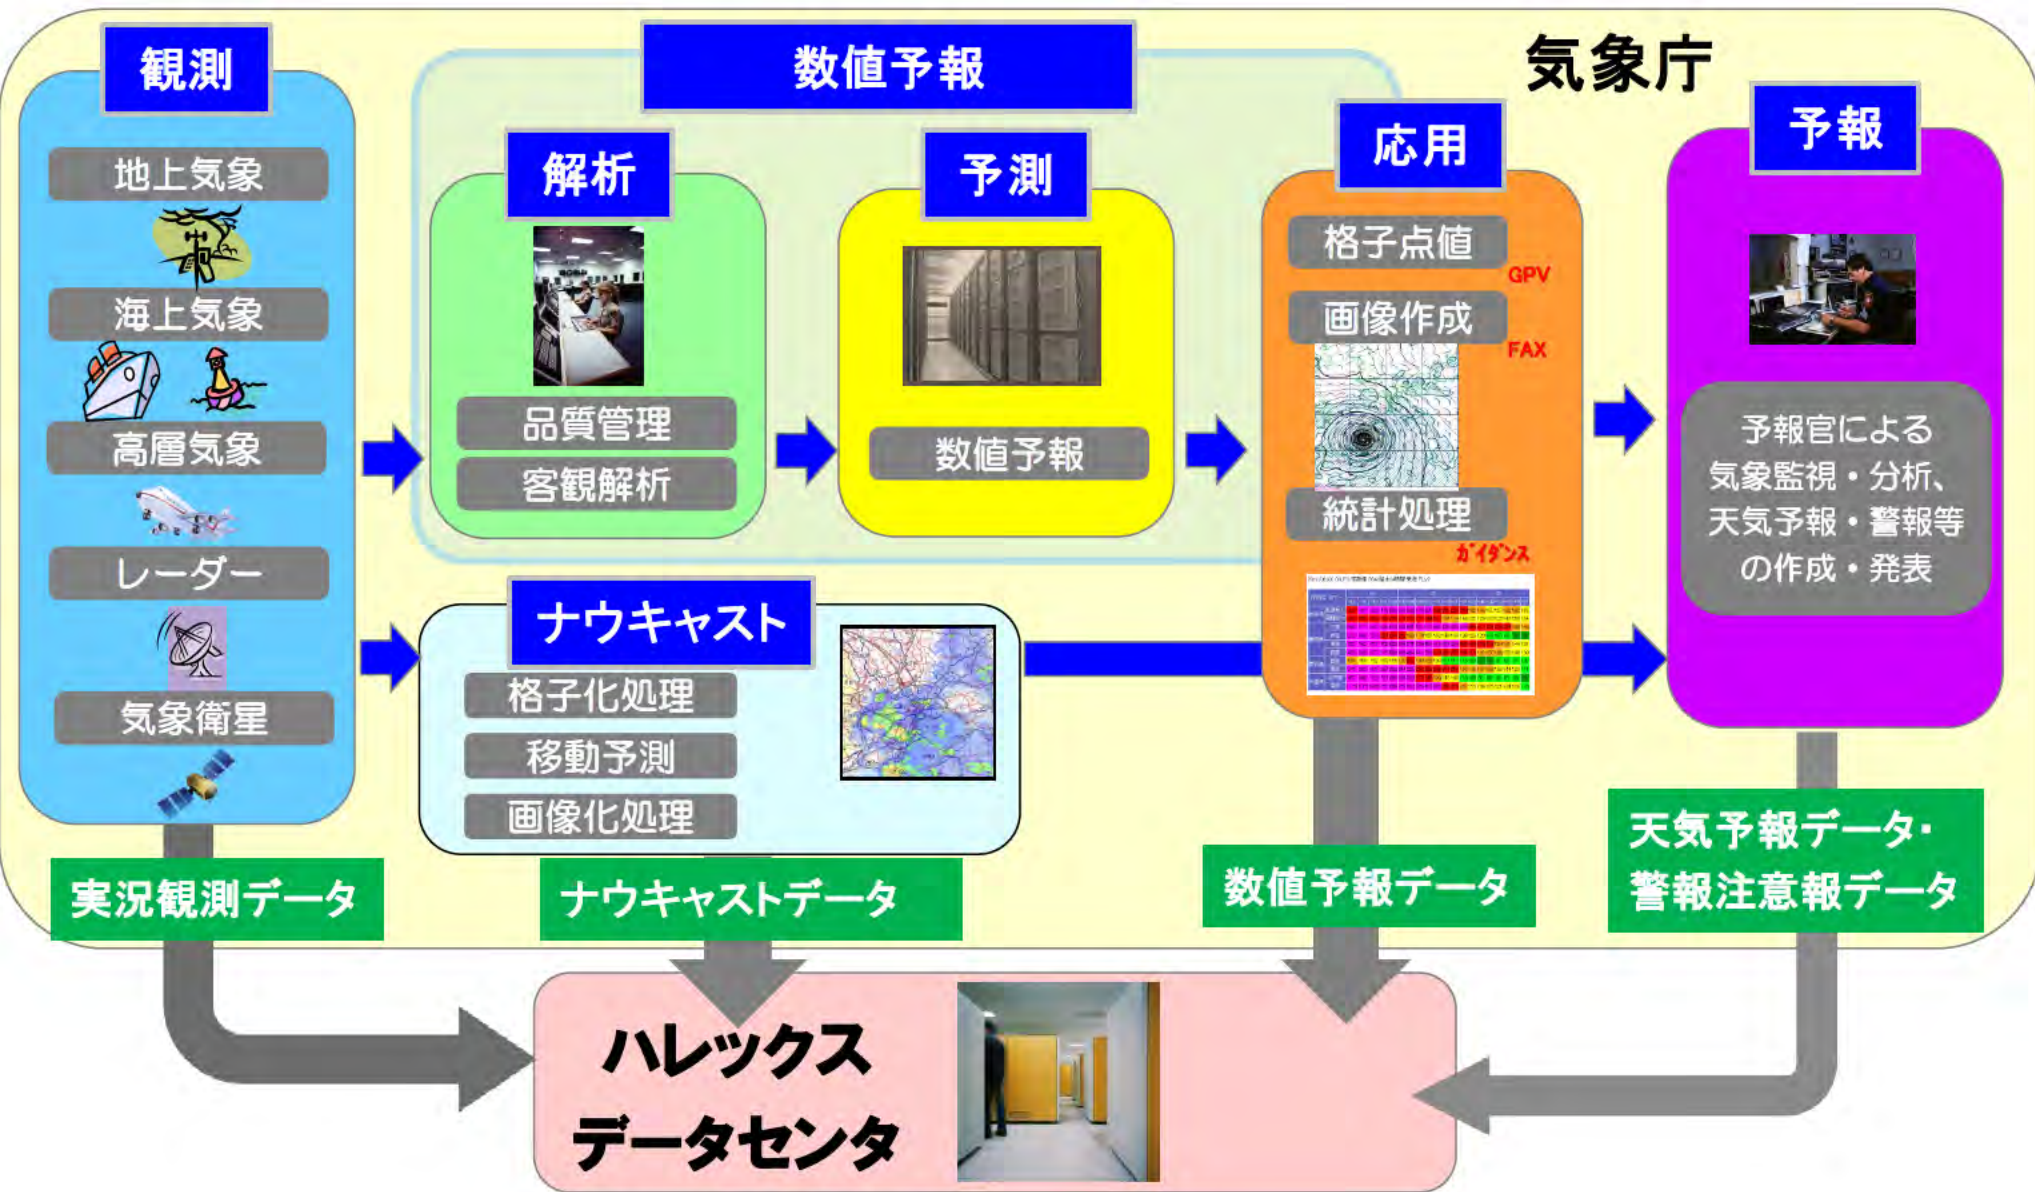 気象庁
観測
地上気象
海上気象
高層気象
レーダー
気象衛星
数値予報
解析
品質管理
客観解析
予測
数値予報
応用
格子点値
GPV
画像作成
FAX
統計処理
ガイダンス
予報
予報官による
気象監視・分析、
天気予報・警報等
の作成・発表
ナウキャスト
格子化処理
移動予測
画像化処理
実況観測データ
ナウキャストデータ
数値予報データ
天気予報データ・
警報注意報データ
ハレックス
データセンタ